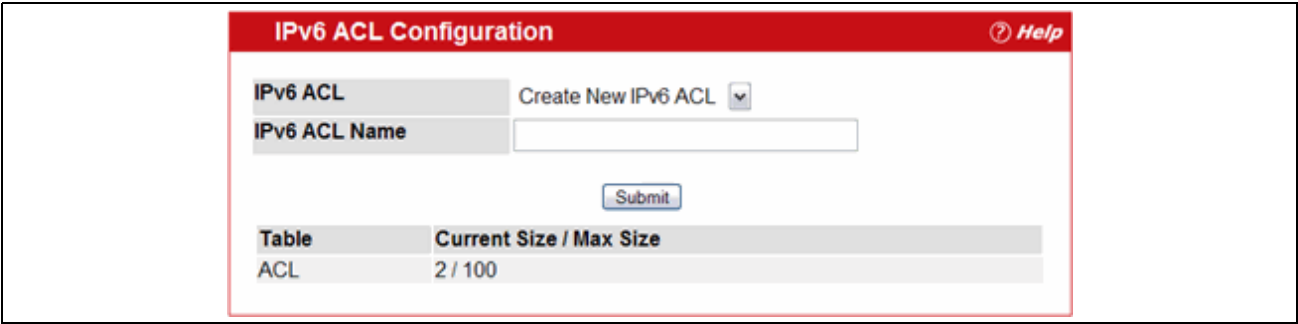 IPv6 ACL Configuration ? Help
IPv6 ACL Create New IPv6 ACL
IPv6 ACL Name
Submit
Table Current Size / Max Size
ACL 2 / 100